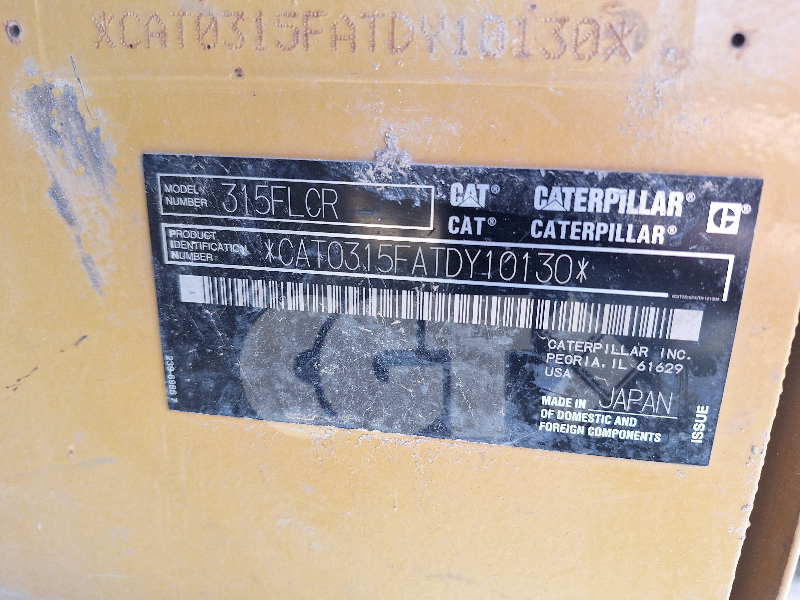 *CAT0315FATDY10130*
MODEL NUMBER 315FLCR
CAT® CATERPILLAR®
CAT® CATERPILLAR®
PRODUCT IDENTIFICATION NUMBER *CAT0315FATDY10130*
CATERPILLAR INC.
PEORIA, IL 61629
USA
MADE IN JAPAN
OF DOMESTIC AND
FOREIGN COMPONENTS
ISSUE